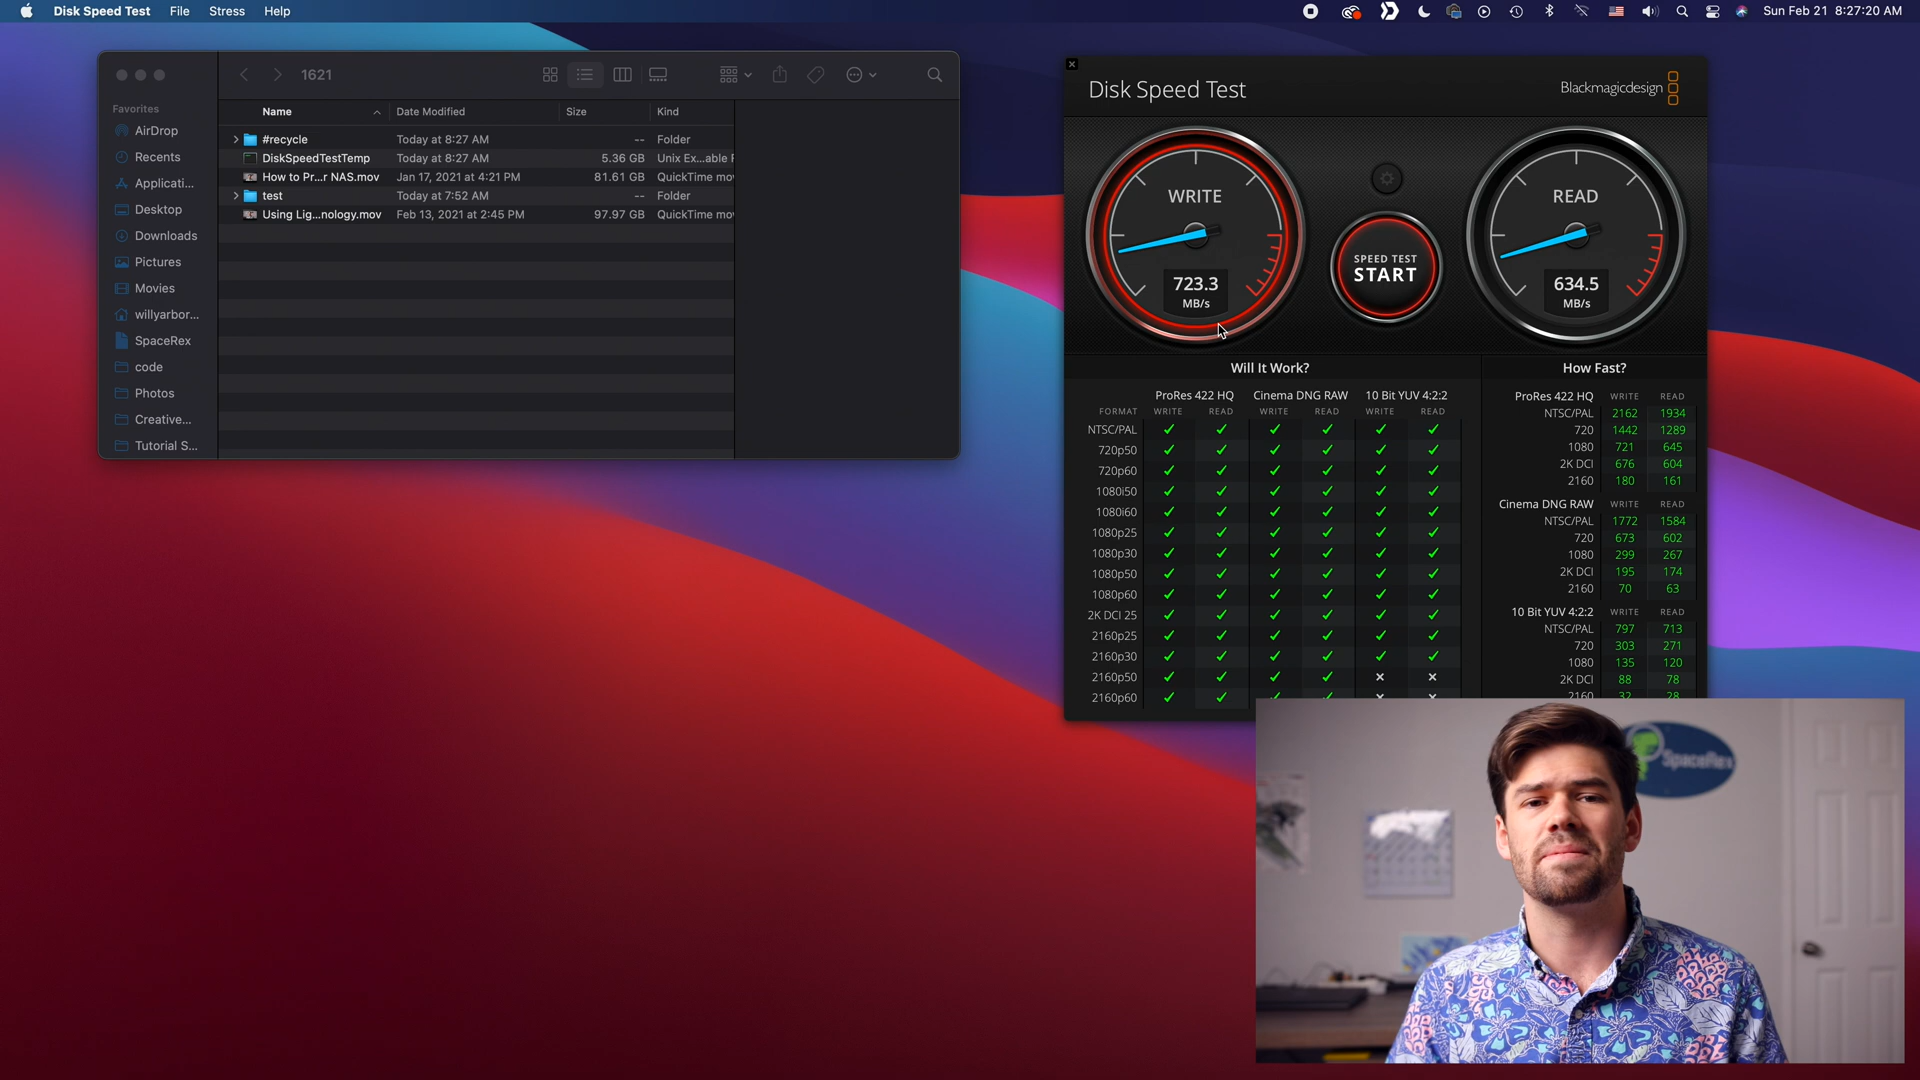 Disk Speed Test File Stress Help
Sun Feb 21 8:27:20 AM
1621
Favorites
AirDrop
Recents
Applicati...
Desktop
Downloads
Pictures
Movies
willyarbor...
SpaceRex
code
Photos
Creative...
Tutorial S...
Name Date Modified Size Kind
#recycle Today at 8:27 AM -- Folder
DiskSpeedTestTemp Today at 8:27 AM 5.36 GB Unix Ex...able F
How to Pr...r NAS.mov Jan 17, 2021 at 4:21 PM 81.61 GB QuickTime mo
test Today at 7:52 AM -- Folder
Using Lig...nology.mov Feb 13, 2021 at 2:45 PM 97.97 GB QuickTime mo
Disk Speed Test
Blackmagicdesign
WRITE
723.3
MB/s
SPEED TEST
START
READ
634.5
MB/s
Will It Work?
ProRes 422 HQ Cinema DNG RAW 10 Bit YUV 4:2:2
FORMAT WRITE READ WRITE READ WRITE READ
NTSC/PAL ✓ ✓ ✓ ✓ ✓ ✓
720p50 ✓ ✓ ✓ ✓ ✓ ✓
720p60 ✓ ✓ ✓ ✓ ✓ ✓
1080i50 ✓ ✓ ✓ ✓ ✓ ✓
1080i60 ✓ ✓ ✓ ✓ ✓ ✓
1080p25 ✓ ✓ ✓ ✓ ✓ ✓
1080p30 ✓ ✓ ✓ ✓ ✓ ✓
1080p50 ✓ ✓ ✓ ✓ ✓ ✓
1080p60 ✓ ✓ ✓ ✓ ✓ ✓
2K DCI 25 ✓ ✓ ✓ ✓ ✓ ✓
2160p25 ✓ ✓ ✓ ✓ ✓ ✓
2160p30 ✓ ✓ ✓ ✓ ✓ ✓
2160p50 ✓ ✓ ✓ ✓ × ×
2160p60 ✓ ✓ ✓ ✓ × ×
How Fast?
ProRes 422 HQ WRITE READ
NTSC/PAL 2162 1934
720 1442 1289
1080 721 645
2K DCI 676 604
2160 180 161
Cinema DNG RAW WRITE READ
NTSC/PAL 1772 1584
720 673 602
1080 299 267
2K DCI 195 174
2160 70 63
10 Bit YUV 4:2:2 WRITE READ
NTSC/PAL 797 713
720 303 271
1080 135 120
2K DCI 88 78
2160 32 28
SpaceRex